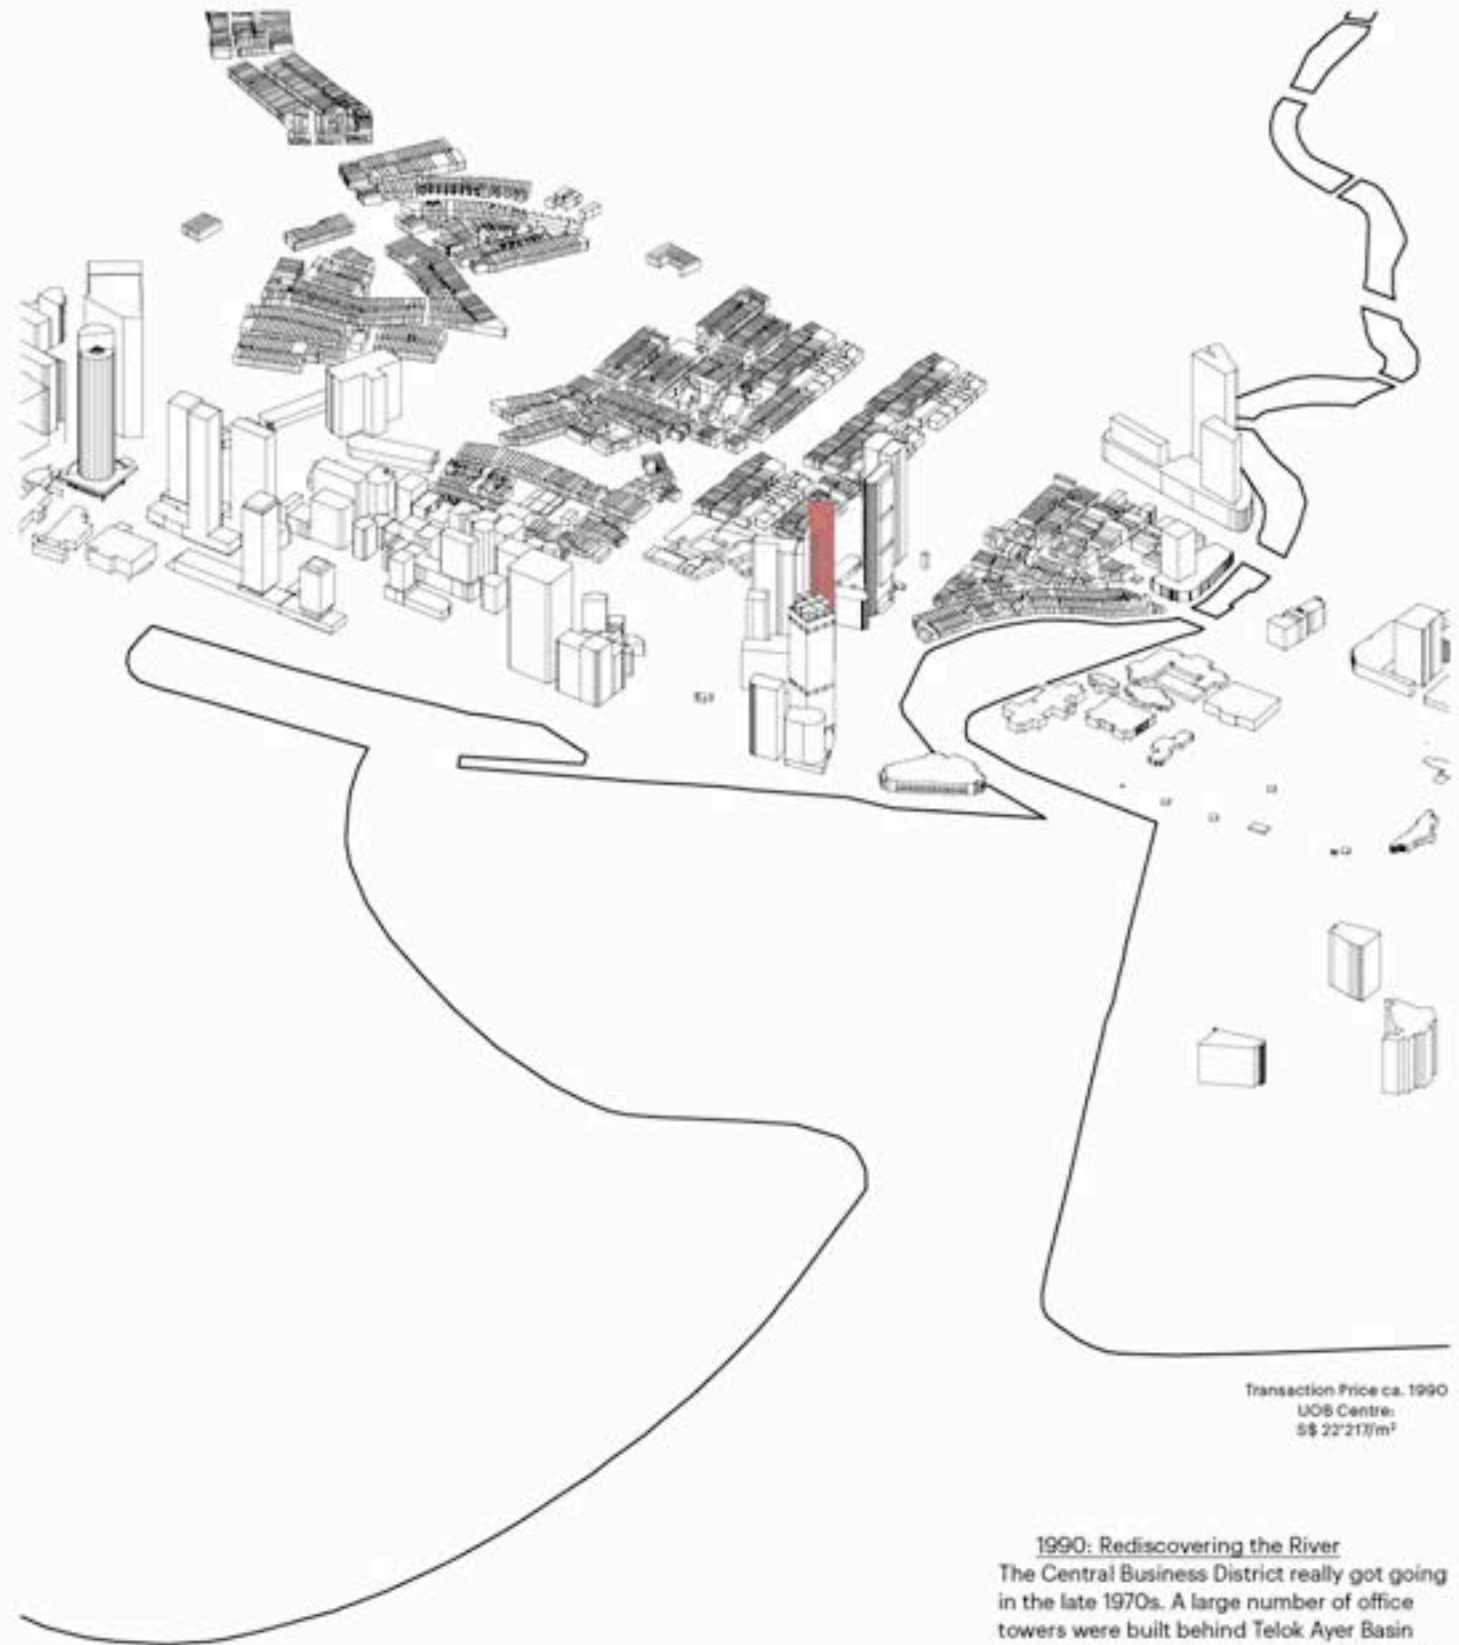 Transaction Price ca. 1990
UOB Centre:
S$ 22'217/m²
1990: Rediscovering the River
The Central Business District really got going
in the late 1970s. A large number of office
towers were built behind Telok Ayer Basin